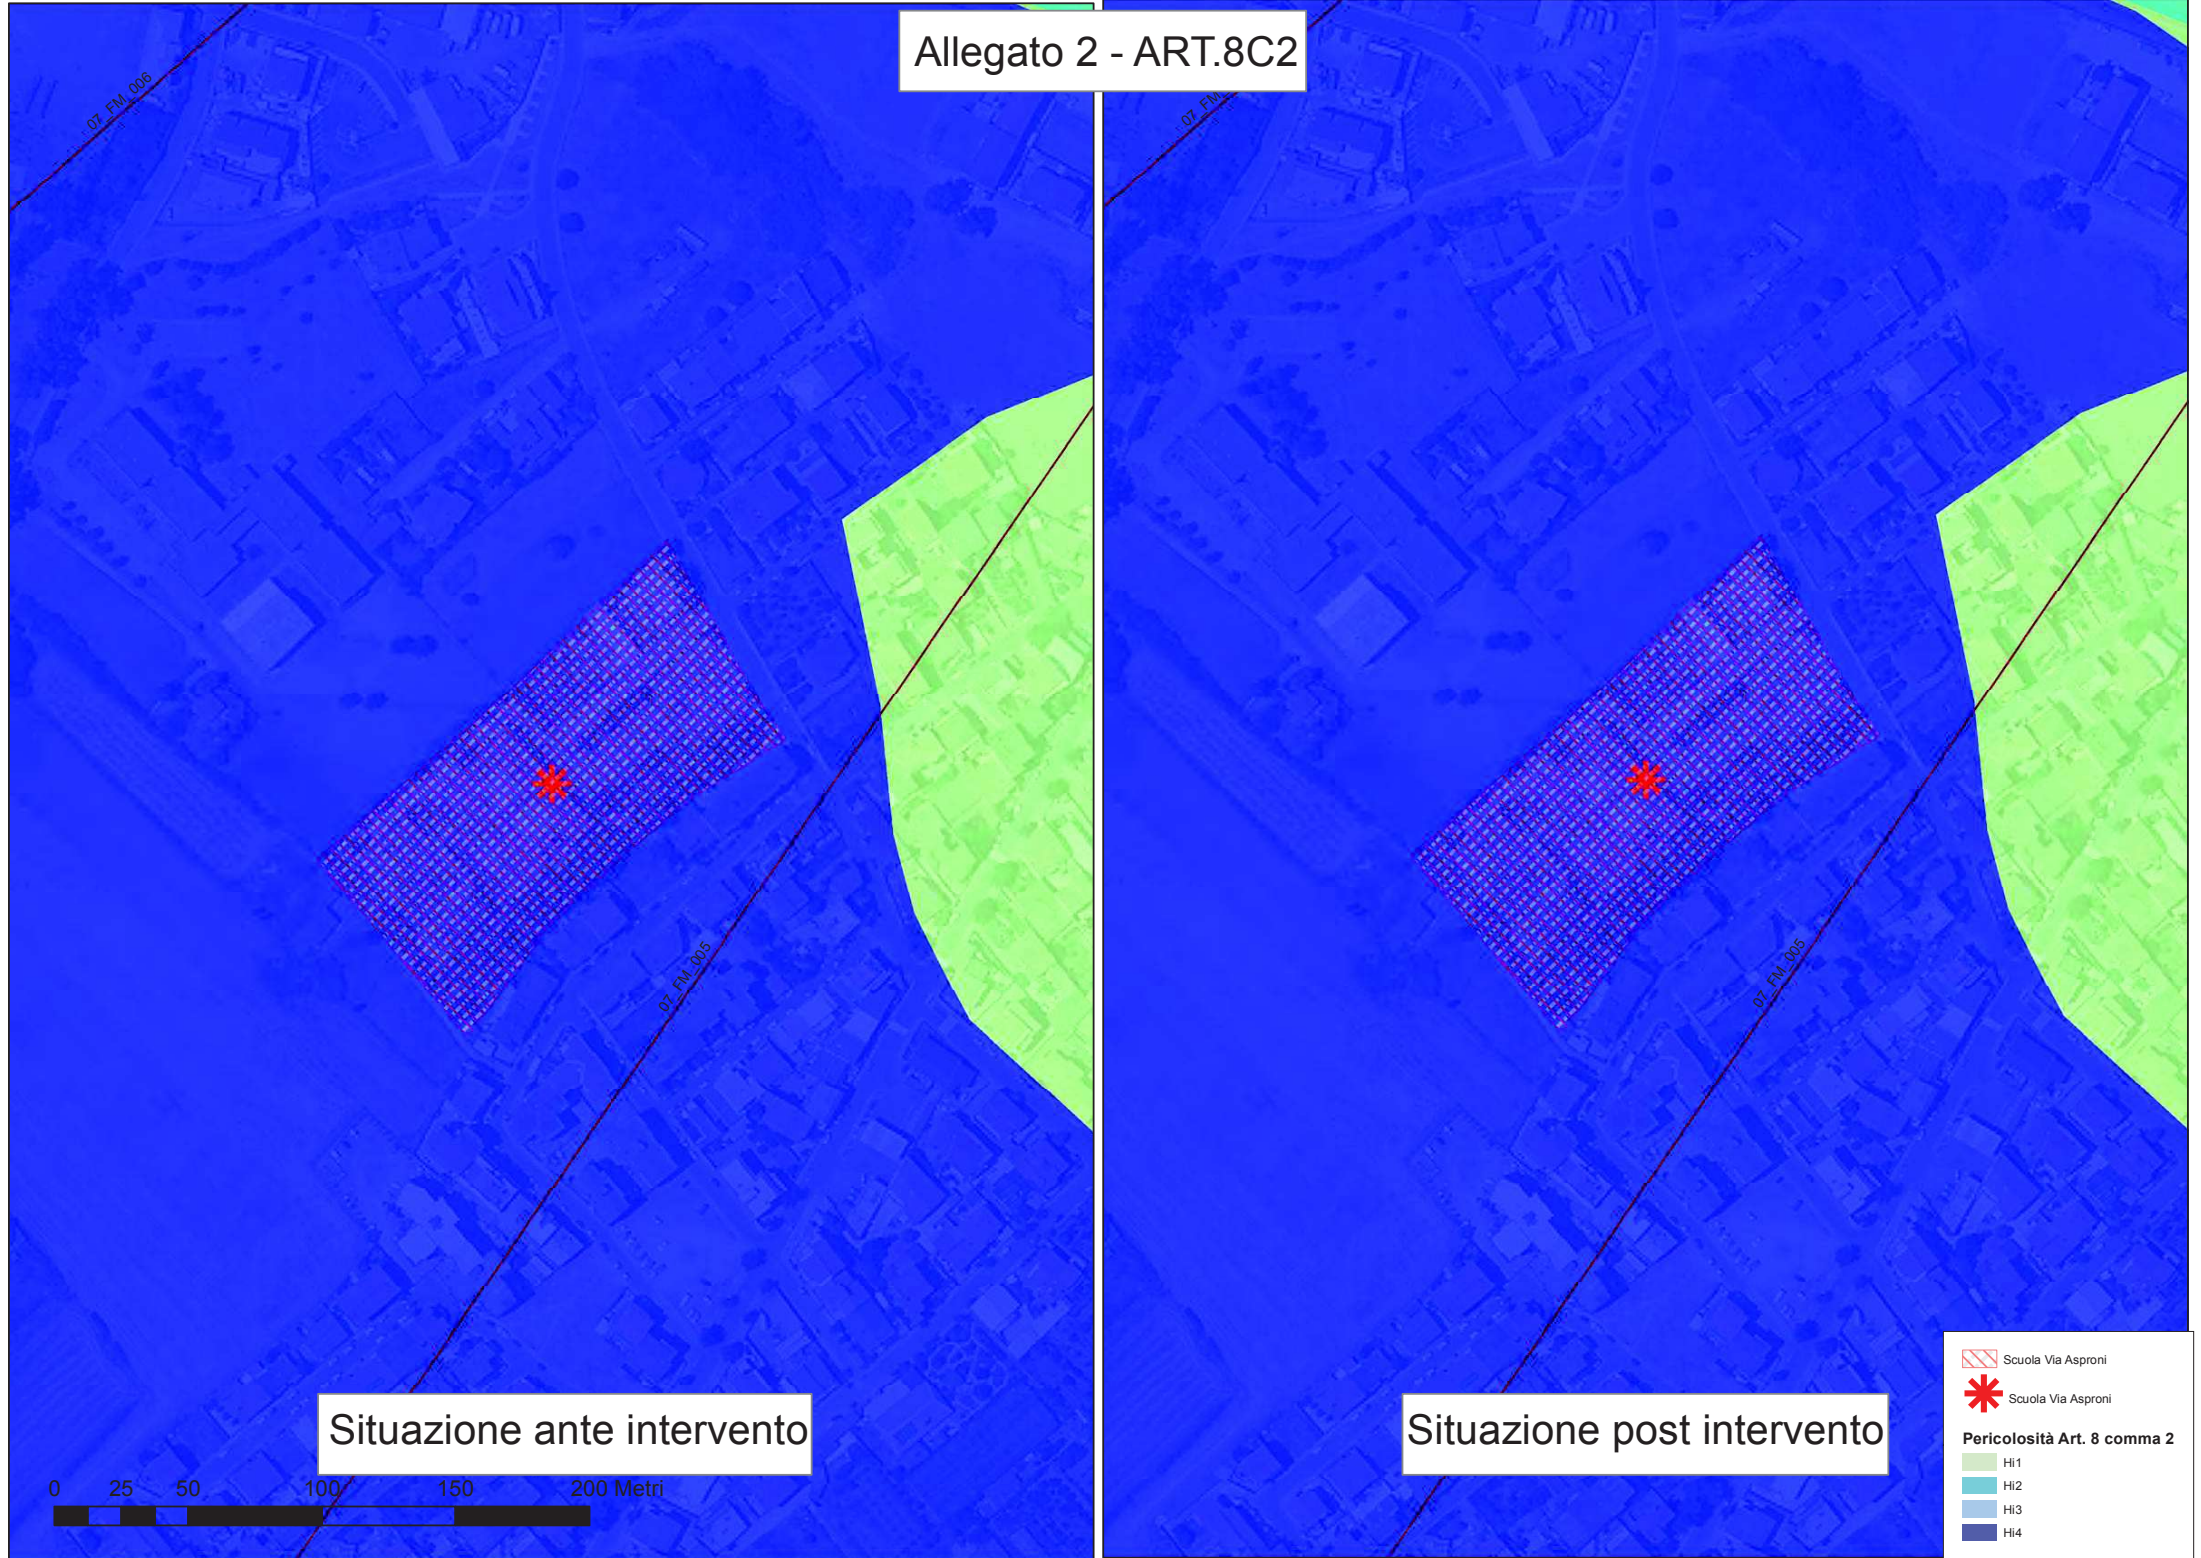 Allegato 2 - ART.8C2
07_FM_006
07_FM
07_FM_005
07_FM_005
Situazione ante intervento
Situazione post intervento
0 25 50 100 150 200 Metri
Scuola Via Asproni
Scuola Via Asproni
Pericolosità Art. 8 comma 2
Hi1
Hi2
Hi3
Hi4